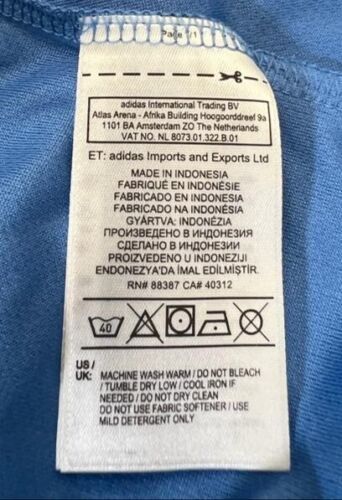 Page 1/1
adidas International Trading BV
Atlas Arena - Afrika Building Hoogoorddreef 9a
1101 BA Amsterdam ZO The Netherlands
VAT NO. NL 8073.01.322.B.01
ET: adidas Imports and Exports Ltd
MADE IN INDONESIA
FABRIQUÉ EN INDONÉSIE
FABRICADO EN INDONESIA
FABRICADO NA INDONÉSIA
GYÁRTVA: INDONÉZIA
ПРОИЗВЕДЕНО В ИНДОНЕЗИЯ
СДЕЛАНО В ИНДОНЕЗИЯ
PROIZVEDENO U INDONEZIJI
ENDONEZYA'DA İMAL EDİLMİŞTİR.
RN# 88387 CA# 40312
40
US /
UK:
MACHINE WASH WARM / DO NOT BLEACH
/ TUMBLE DRY LOW / COOL IRON IF
NEEDED / DO NOT DRY CLEAN
DO NOT USE FABRIC SOFTENER / USE
MILD DETERGENT ONLY